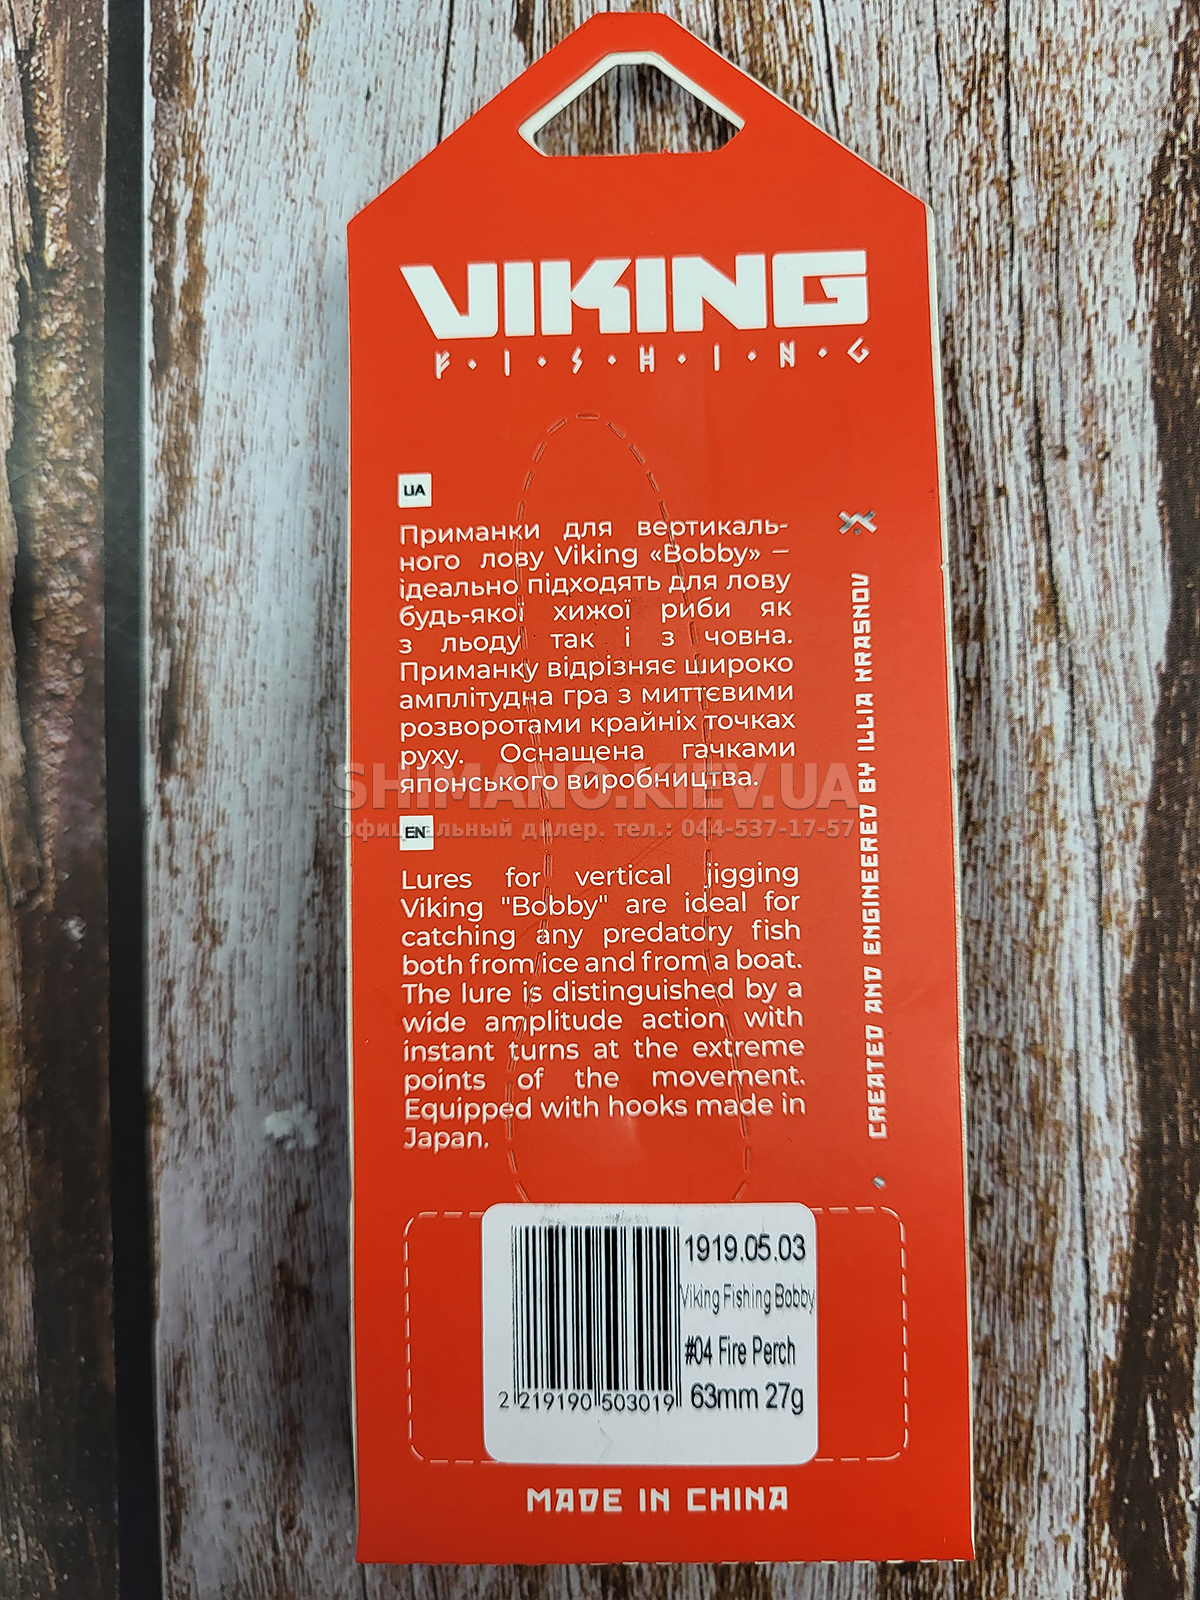 VIKING
F·I·S·H·I·N·G
UA
Приманки для вертикаль-
ного лову Viking «Bobby» –
ідеально підходять для лову
будь-якої хижої риби як
з льоду так і з човна.
Приманку відрізняє широко
амплітудна гра з миттєвими
розворотами крайніх точках
руху. Оснащена гачками
японського виробництва.
SHIMANO.KIEV.UA
Официальный дилер. тел.: 044-537-17-57
EN
Lures for vertical jigging
Viking "Bobby" are ideal for
catching any predatory fish
both from ice and from a boat.
The lure is distinguished by a
wide amplitude action with
instant turns at the extreme
points of the movement.
Equipped with hooks made in
Japan.
CREATED AND ENGINEERED BY ILLIA KRASNOV
1919.05.03
Viking Fishing Bobby
#04 Fire Perch
63mm 27g
2 219190 503019
MADE IN CHINA